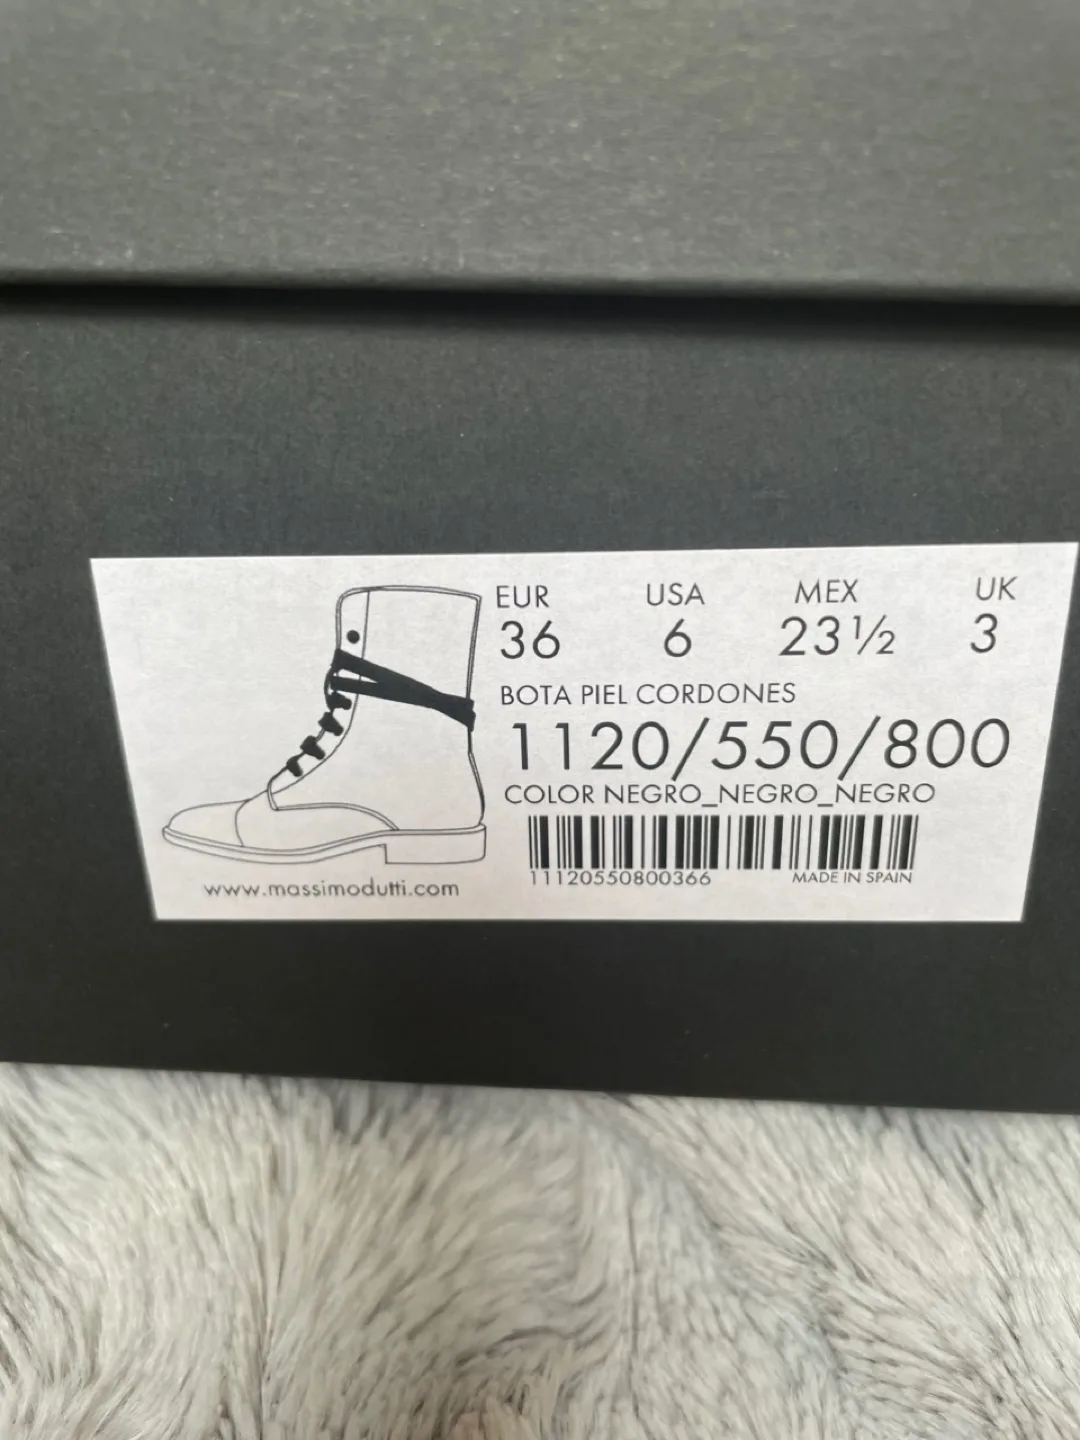 EUR USA MEX UK
36 6 23½ 3
BOTA PIEL CORDONES
1120/550/800
COLOR NEGRO_NEGRO_NEGRO
11120550800366 MADE IN SPAIN
www.massimodutti.com